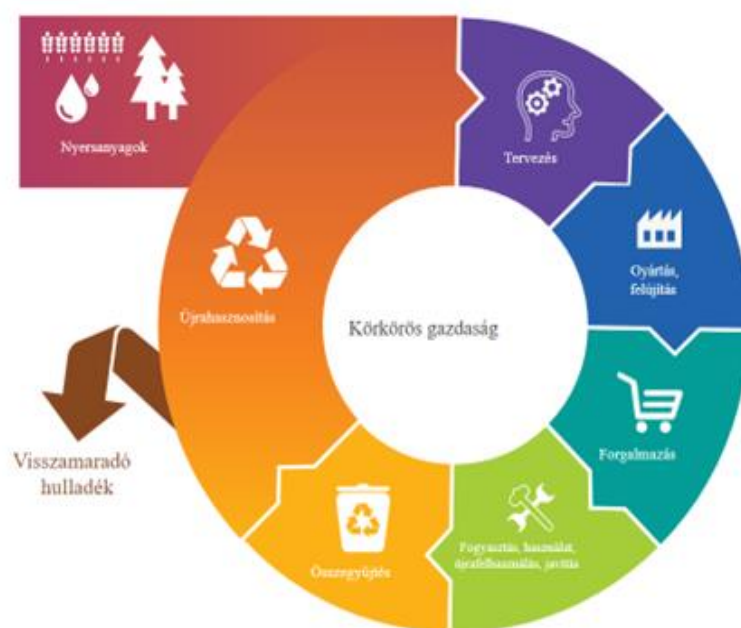 Nyersanyagok
Tervezés
Gyártás,
felújítás
Forgalmazás
Fogyasztás, használat,
újrafelhasználás, javítás
Összegyűjtés
Újrahasznosítás
Körkörös gazdaság
Visszamaradó
hulladék